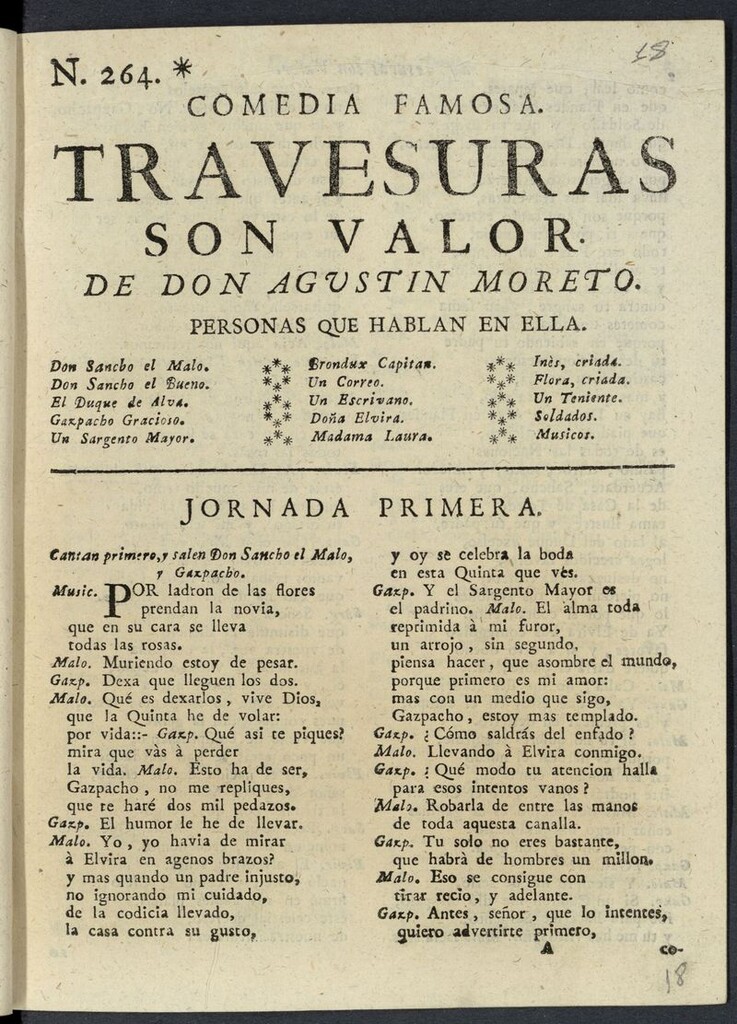 18
N. 264. *
COMEDIA FAMOSA.
TRAVESURAS
SON VALOR.
DE DON AGVSTIN MORETO.
PERSONAS QUE HABLAN EN ELLA.
Don Sancho el Malo.
Don Sancho el Bueno.
El Duque de Alva.
Gazpacho Gracioso.
Un Sargento Mayor.
Brondux Capitan.
Un Correo.
Un Escrivano.
Doña Elvira.
Madama Laura.
Inès, criada.
Flora, criada.
Un Teniente.
Soldados.
Musicos.
JORNADA PRIMERA.
Cantan primero, y salen Don Sancho el Malo,
y Gazpacho.
Music. POR ladron de las flores
prendan la novia,
que en su cara se lleva
todas las rosas.
Malo. Muriendo estoy de pesar.
Gazp. Dexa que lleguen los dos.
Malo. Qué es dexarlos, vive Dios,
que la Quinta he de volar:
por vida::- Gazp. Qué asi te piques?
mira que vàs à perder
la vida. Malo. Esto ha de ser,
Gazpacho, no me repliques,
que te haré dos mil pedazos.
Gazp. El humor le he de llevar.
Malo. Yo, yo havia de mirar
à Elvira en agenos brazos?
y mas quando un padre injusto,
no ignorando mi cuidado,
de la codicia llevado,
la casa contra su gusto,
y oy se celebra la boda
en esta Quinta que vés.
Gazp. Y el Sargento Mayor es
el padrino. Malo. El alma toda
reprimida à mi furor,
un arrojo, sin segundo,
piensa hacer, que asombre el mundo,
porque primero es mi amor:
mas con un medio que sigo,
Gazpacho, estoy mas templado.
Gazp. ¿Cómo saldrás del enfado?
Malo. Llevando à Elvira conmigo.
Gazp. ¿Qué modo tu atencion halla
para esos intentos vanos?
Malo. Robarla de entre las manos
de toda aquesta canalla.
Gazp. Tu solo no eres bastante,
que habrà de hombres un millon.
Malo. Eso se consigue con
tirar recio, y adelante.
Gazp. Antes, señor, que lo intentes,
quiero advertirte primero,
A
co-
18